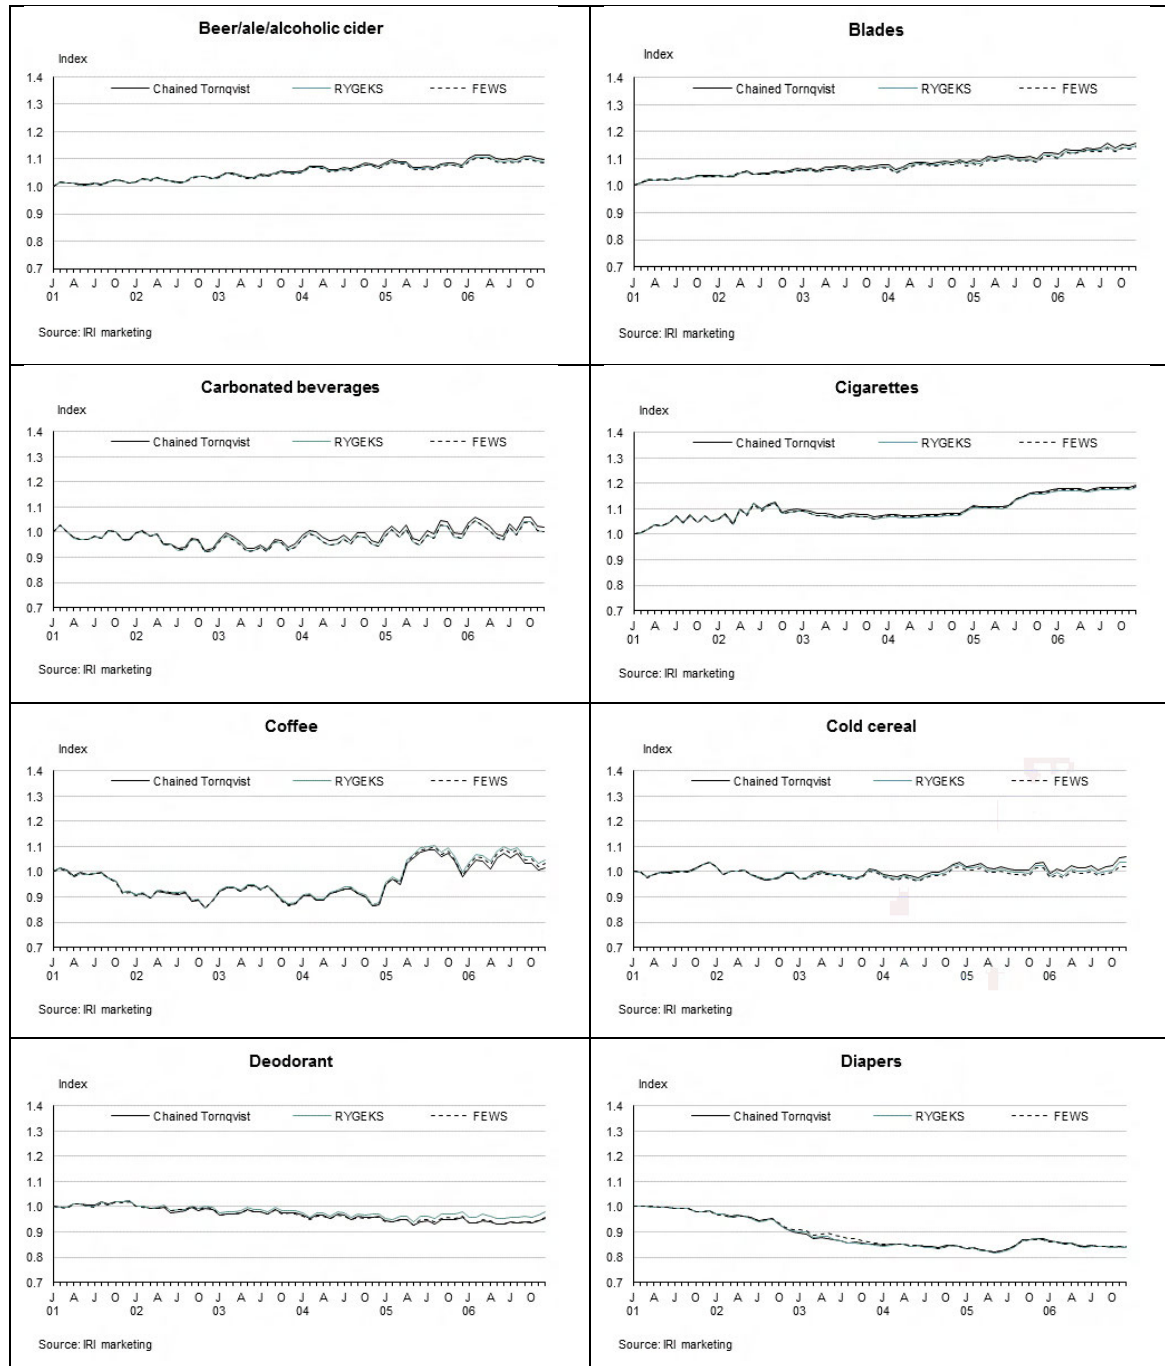 Beer/ale/alcoholic cider
Index
Chained Tornqvist RYGEKS FEWS
1.4
1.3
1.2
1.1
1.0
0.9
0.8
0.7
J A J O J A J O J A J O J A J O J A J O J A J O
01 02 03 04 05 06
Source: IRI marketing
Blades
Index
Chained Tornqvist RYGEKS FEWS
1.4
1.3
1.2
1.1
1.0
0.9
0.8
0.7
J A J O J A J O J A J O J A J O J A J O J A J O
01 02 03 04 05 06
Source: IRI marketing
Carbonated beverages
Index
Chained Tornqvist RYGEKS FEWS
1.4
1.3
1.2
1.1
1.0
0.9
0.8
0.7
J A J O J A J O J A J O J A J O J A J O J A J O
01 02 03 04 05 06
Source: IRI marketing
Cigarettes
Index
Chained Tornqvist RYGEKS FEWS
1.4
1.3
1.2
1.1
1.0
0.9
0.8
0.7
J A J O J A J O J A J O J A J O J A J O J A J O
01 02 03 04 05 06
Source: IRI marketing
Coffee
Index
Chained Tornqvist RYGEKS FEWS
1.4
1.3
1.2
1.1
1.0
0.9
0.8
0.7
J A J O J A J O J A J O J A J O J A J O J A J O
01 02 03 04 05 06
Source: IRI marketing
Cold cereal
Index
Chained Tornqvist RYGEKS FEWS
1.4
1.3
1.2
1.1
1.0
0.9
0.8
0.7
J A J O J A J O J A J O J A J O J A J O J A J O
01 02 03 04 05 06
Source: IRI marketing
Deodorant
Index
Chained Tornqvist RYGEKS FEWS
1.4
1.3
1.2
1.1
1.0
0.9
0.8
0.7
J A J O J A J O J A J O J A J O J A J O J A J O
01 02 03 04 05 06
Source: IRI marketing
Diapers
Index
Chained Tornqvist RYGEKS FEWS
1.4
1.3
1.2
1.1
1.0
0.9
0.8
0.7
J A J O J A J O J A J O J A J O J A J O J A J O
01 02 03 04 05 06
Source: IRI marketing